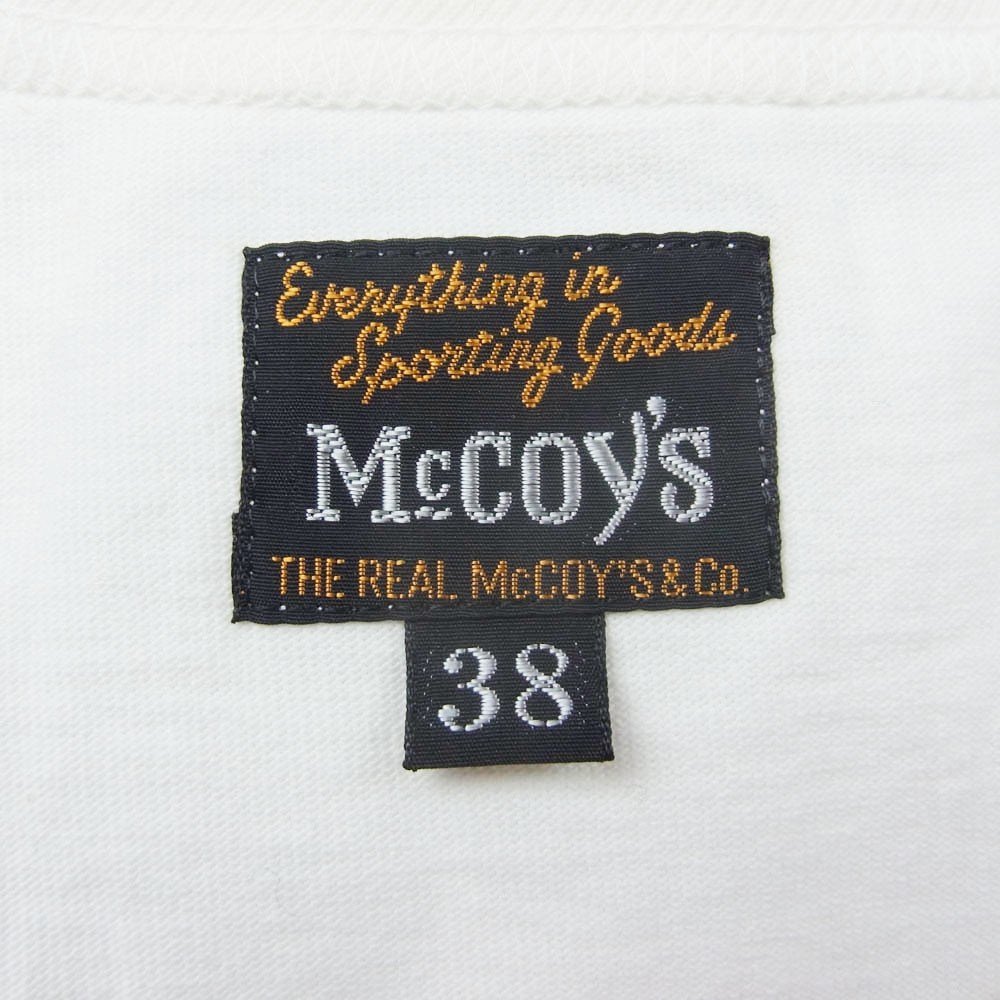 Everything in
Sporting Goods
McCOY'S
THE REAL McCOY'S & Co.
38